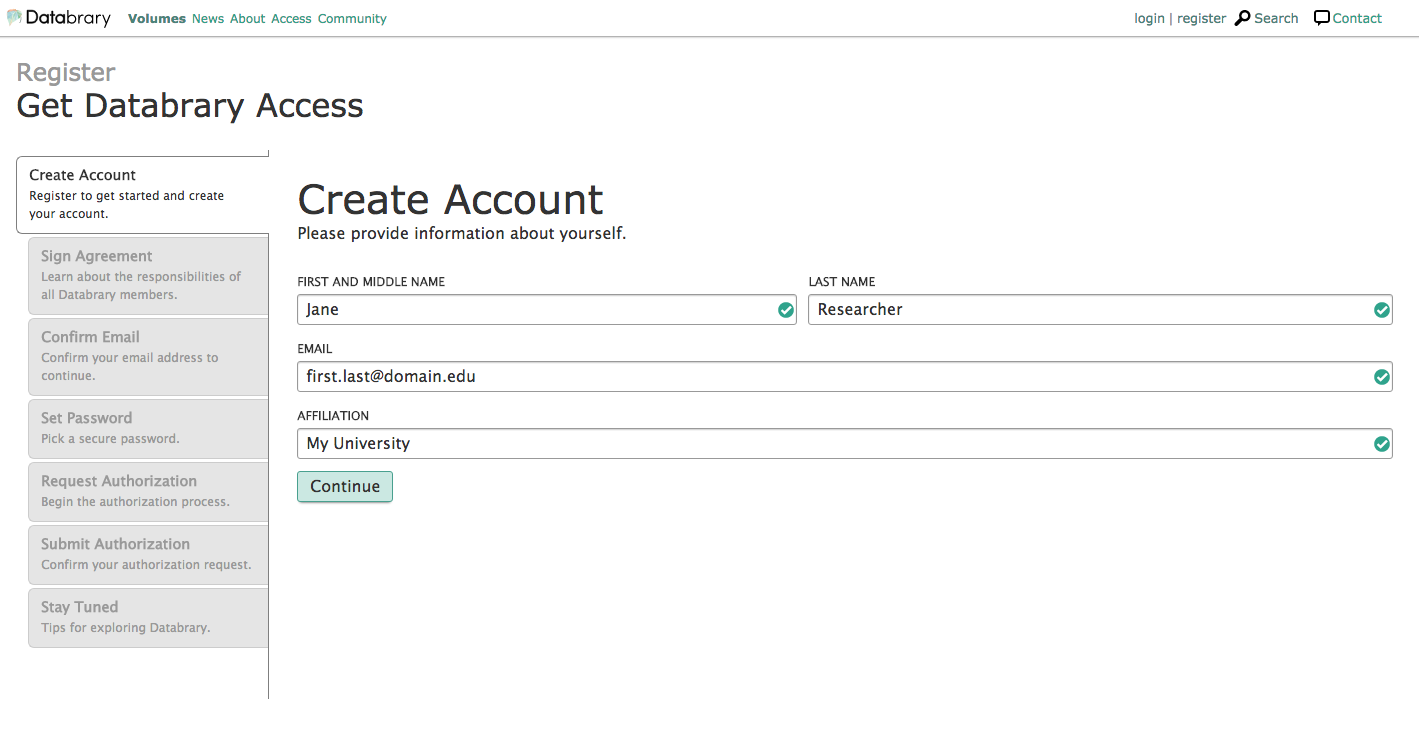 Databrary Volumes News About Access Community login | register Search Contact
Register
Get Databrary Access
Create Account
Register to get started and create
your account.
Sign Agreement
Learn about the responsibilities of
all Databrary members.
Confirm Email
Confirm your email address to
continue.
Set Password
Pick a secure password.
Request Authorization
Begin the authorization process.
Submit Authorization
Confirm your authorization request.
Stay Tuned
Tips for exploring Databrary.
Create Account
Please provide information about yourself.
FIRST AND MIDDLE NAME LAST NAME
Jane Researcher
EMAIL
first.last@domain.edu
AFFILIATION
My University
Continue